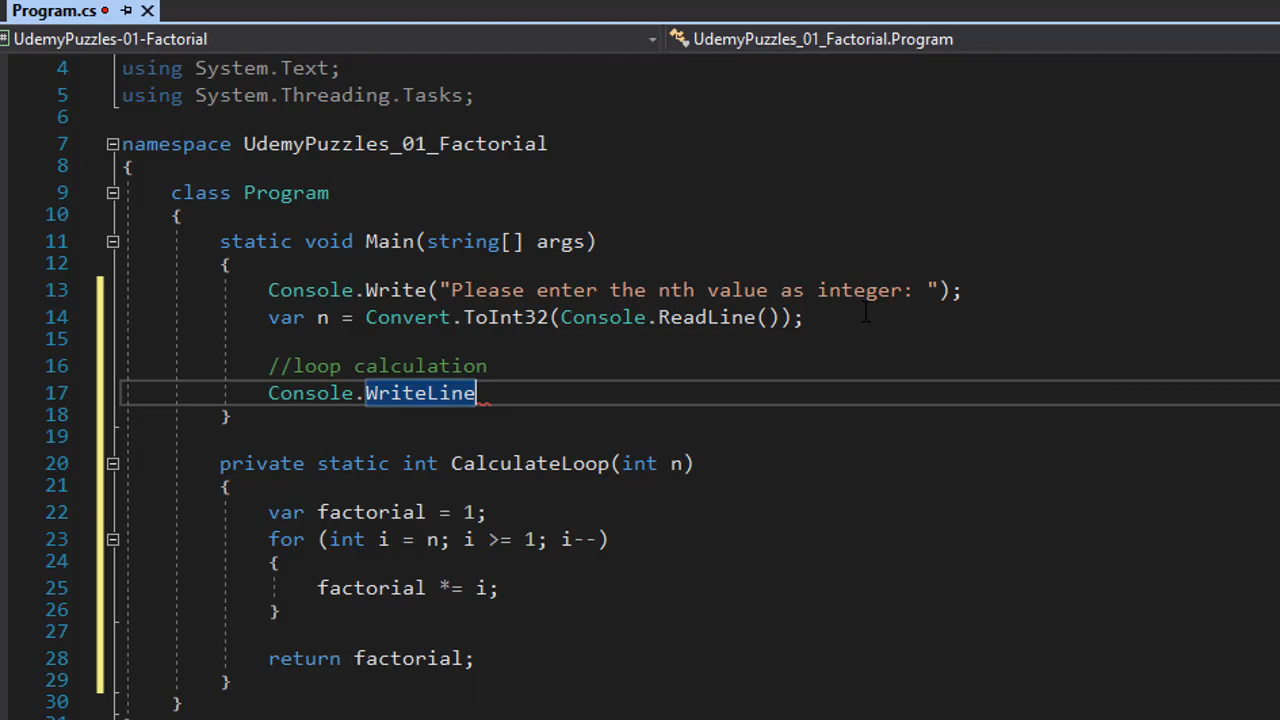 Program.cs
UdemyPuzzles-01-Factorial UdemyPuzzles_01_Factorial.Program
4 using System.Text;
5 using System.Threading.Tasks;
6
7 namespace UdemyPuzzles_01_Factorial
8 {
9 class Program
10 {
11 static void Main(string[] args)
12 {
13 Console.Write("Please enter the nth value as integer: ");
14 var n = Convert.ToInt32(Console.ReadLine());
15
16 //loop calculation
17 Console.WriteLine
18 }
19
20 private static int CalculateLoop(int n)
21 {
22 var factorial = 1;
23 for (int i = n; i >= 1; i--)
24 {
25 factorial *= i;
26 }
27
28 return factorial;
29 }
30 }